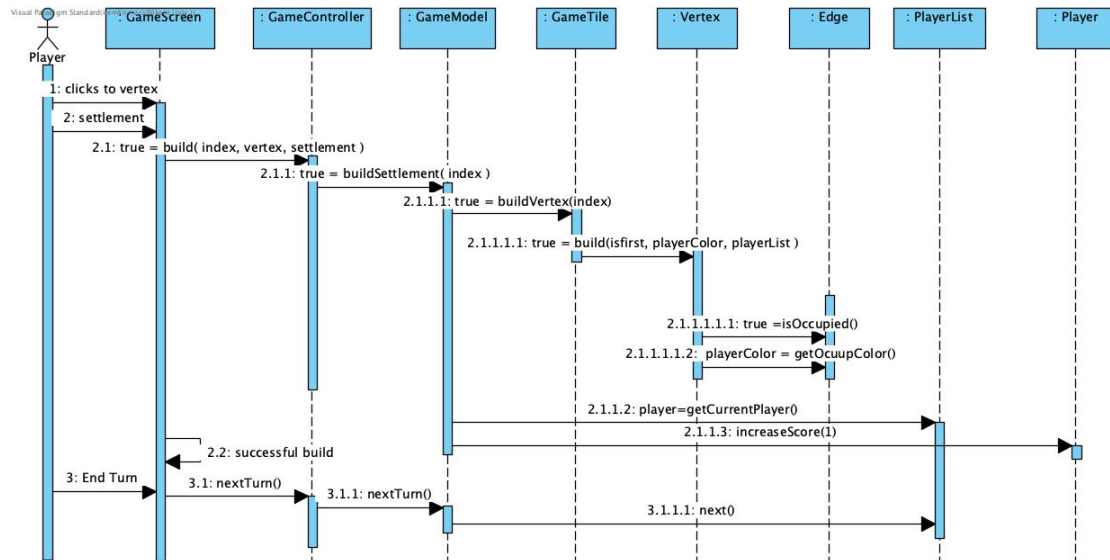 Visual Paradigm Standard
: GameScreen
: GameController
: GameModel
: GameTile
: Vertex
: Edge
: PlayerList
: Player
Player
1: clicks to vertex
2: settlement
2.1: true = build( index, vertex, settlement )
2.1.1: true = buildSettlement( index )
2.1.1.1: true = buildVertex(index)
2.1.1.1.1: true = build(isfirst, playerColor, playerList )
2.1.1.1.1.1: true =isOccupied()
2.1.1.1.1.2: playerColor = getOcuupColor()
2.1.1.2: player=getCurrentPlayer()
2.1.1.3: increaseScore(1)
2.2: successful build
3: End Turn
3.1: nextTurn()
3.1.1: nextTurn()
3.1.1.1: next()